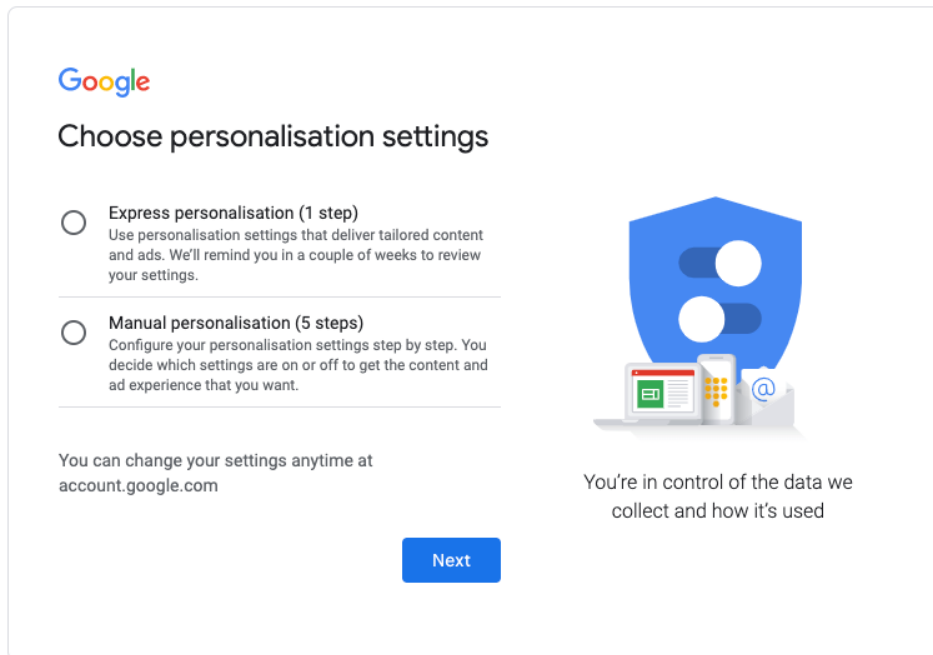 Google
Choose personalisation settings
Express personalisation (1 step)
Use personalisation settings that deliver tailored content
and ads. We'll remind you in a couple of weeks to review
your settings.
Manual personalisation (5 steps)
Configure your personalisation settings step by step. You
decide which settings are on or off to get the content and
ad experience that you want.
You can change your settings anytime at
account.google.com
Next
@
You're in control of the data we
collect and how it's used